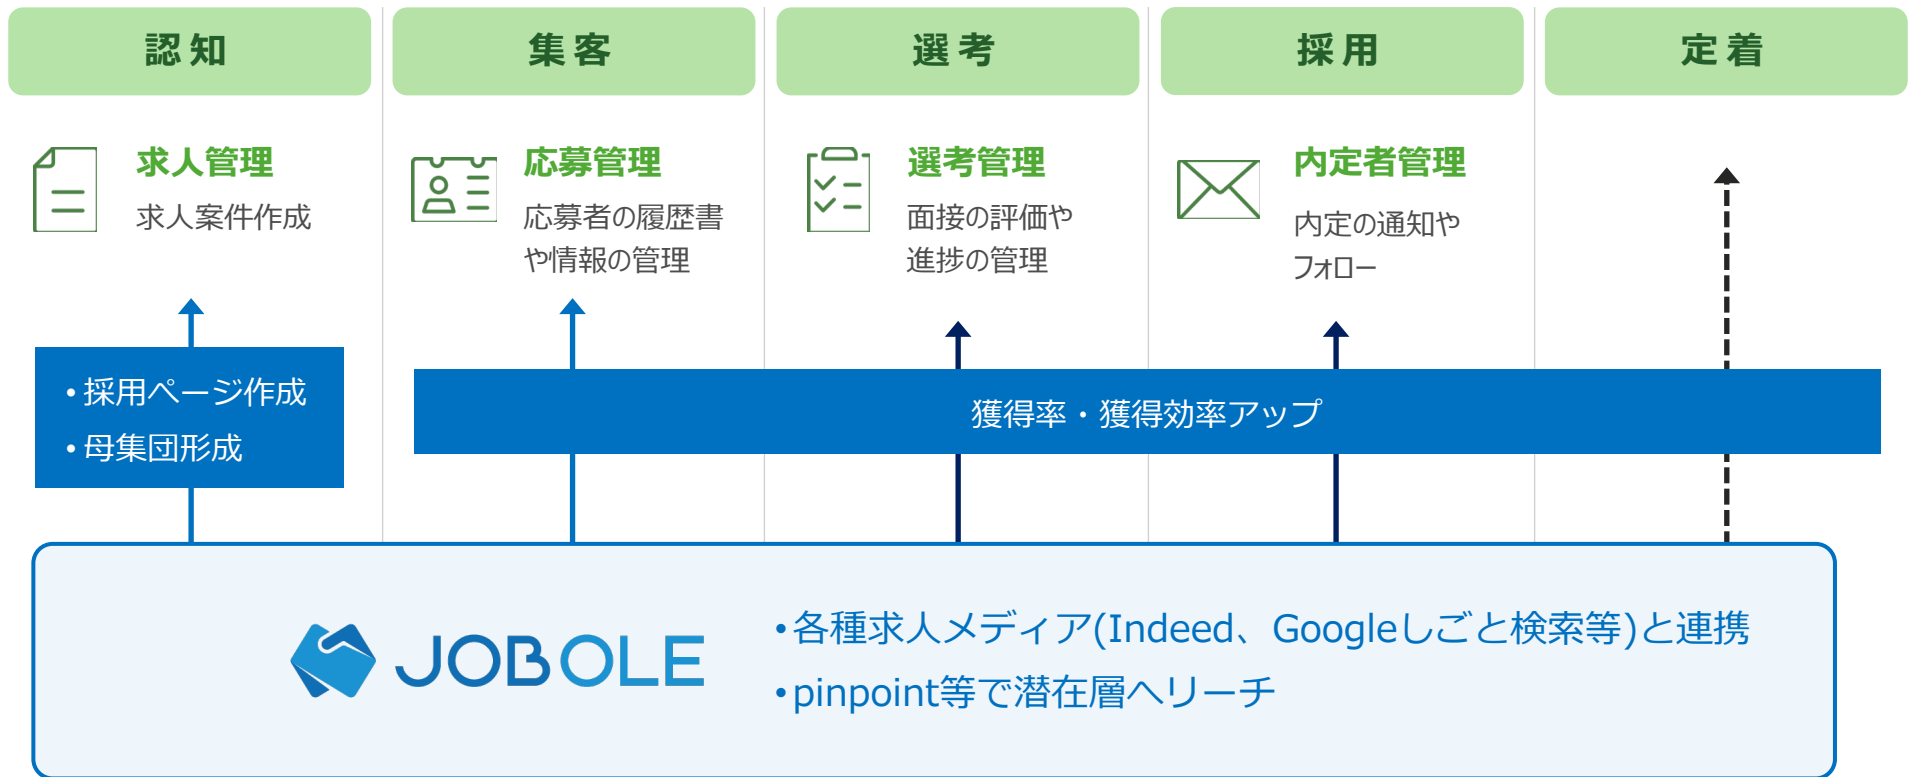 認知
集客
選考
採用
定着
求人管理
求人案件作成
応募管理
応募者の履歴書
や情報の管理
選考管理
面接の評価や
進捗の管理
内定者管理
内定の通知や
フォロー
・採用ページ作成
・母集団形成
獲得率・獲得効率アップ
JOBOLE
・各種求人メディア(Indeed、Googleしごと検索等)と連携
・pinpoint等で潜在層へリーチ